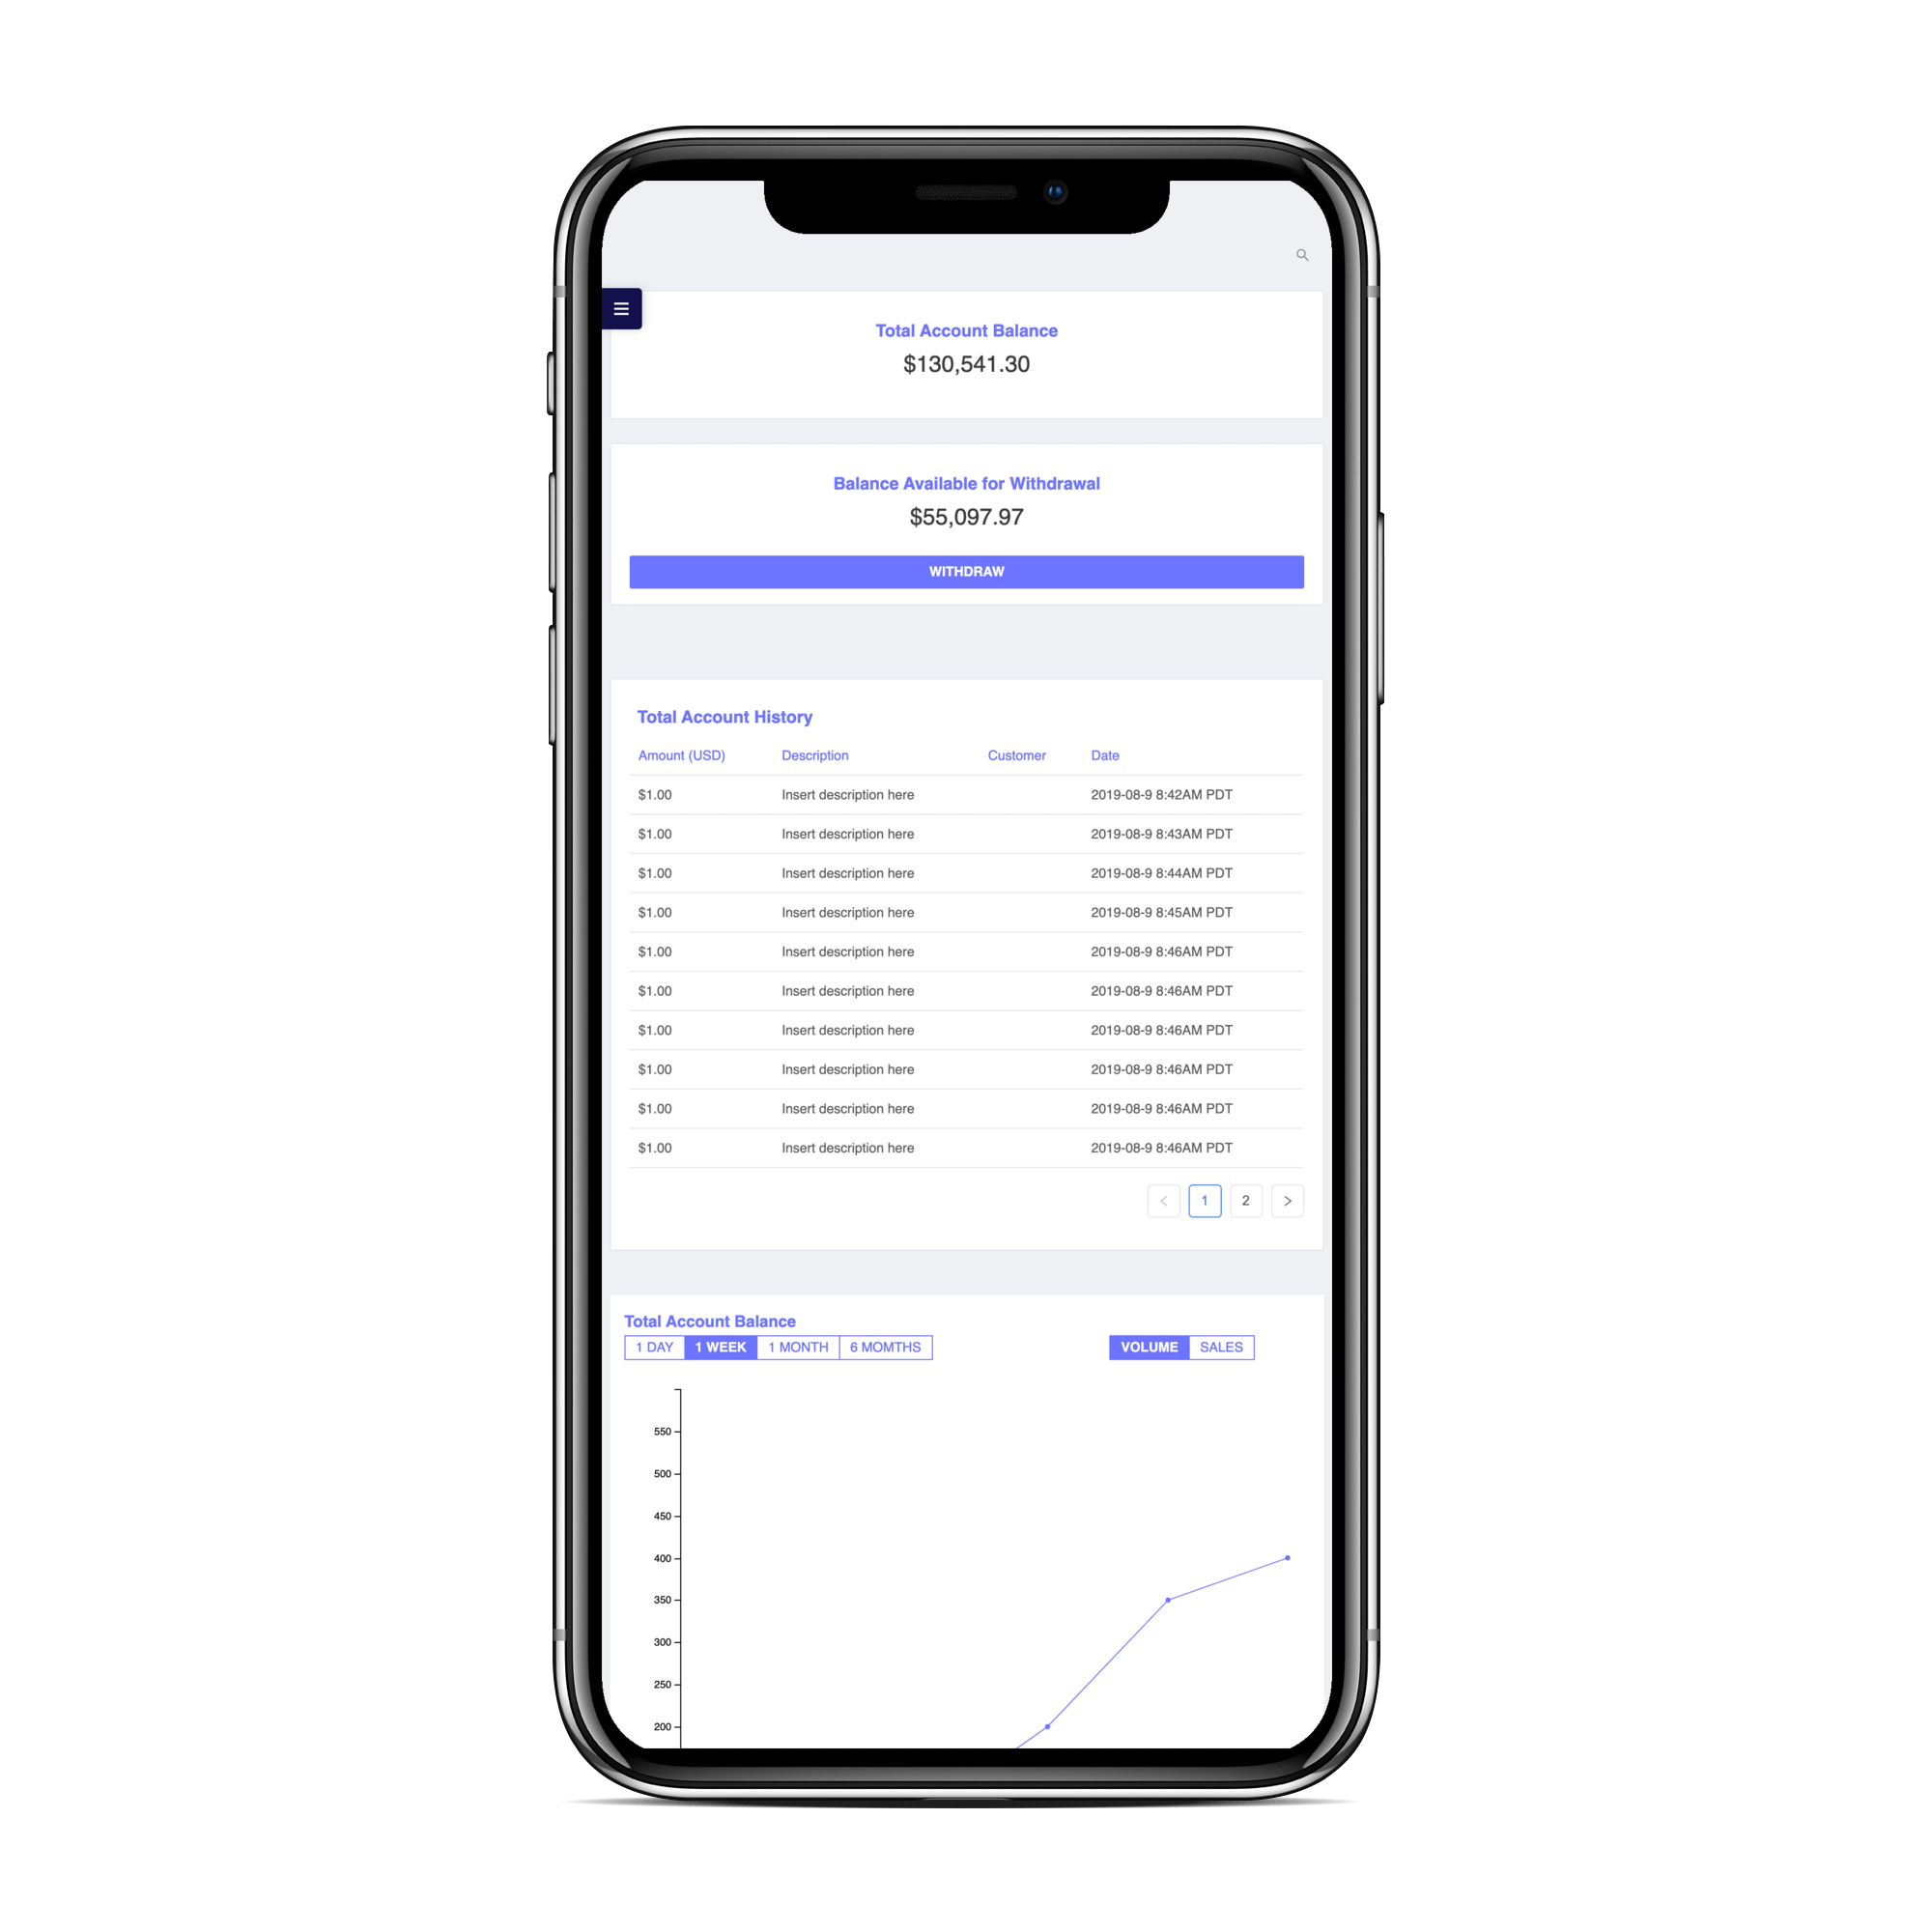 Total Account Balance
$130,541.30
Balance Available for Withdrawal
$55,097.97
WITHDRAW
Total Account History
Amount (USD) Description Customer Date
$1.00 Insert description here 2019-08-9 8:42AM PDT
$1.00 Insert description here 2019-08-9 8:43AM PDT
$1.00 Insert description here 2019-08-9 8:44AM PDT
$1.00 Insert description here 2019-08-9 8:45AM PDT
$1.00 Insert description here 2019-08-9 8:46AM PDT
$1.00 Insert description here 2019-08-9 8:46AM PDT
$1.00 Insert description here 2019-08-9 8:46AM PDT
$1.00 Insert description here 2019-08-9 8:46AM PDT
$1.00 Insert description here 2019-08-9 8:46AM PDT
$1.00 Insert description here 2019-08-9 8:46AM PDT
< 1 2 >
Total Account Balance
1 DAY 1 WEEK 1 MONTH 6 MOMTHS VOLUME SALES
550
500
450
400
350
300
250
200